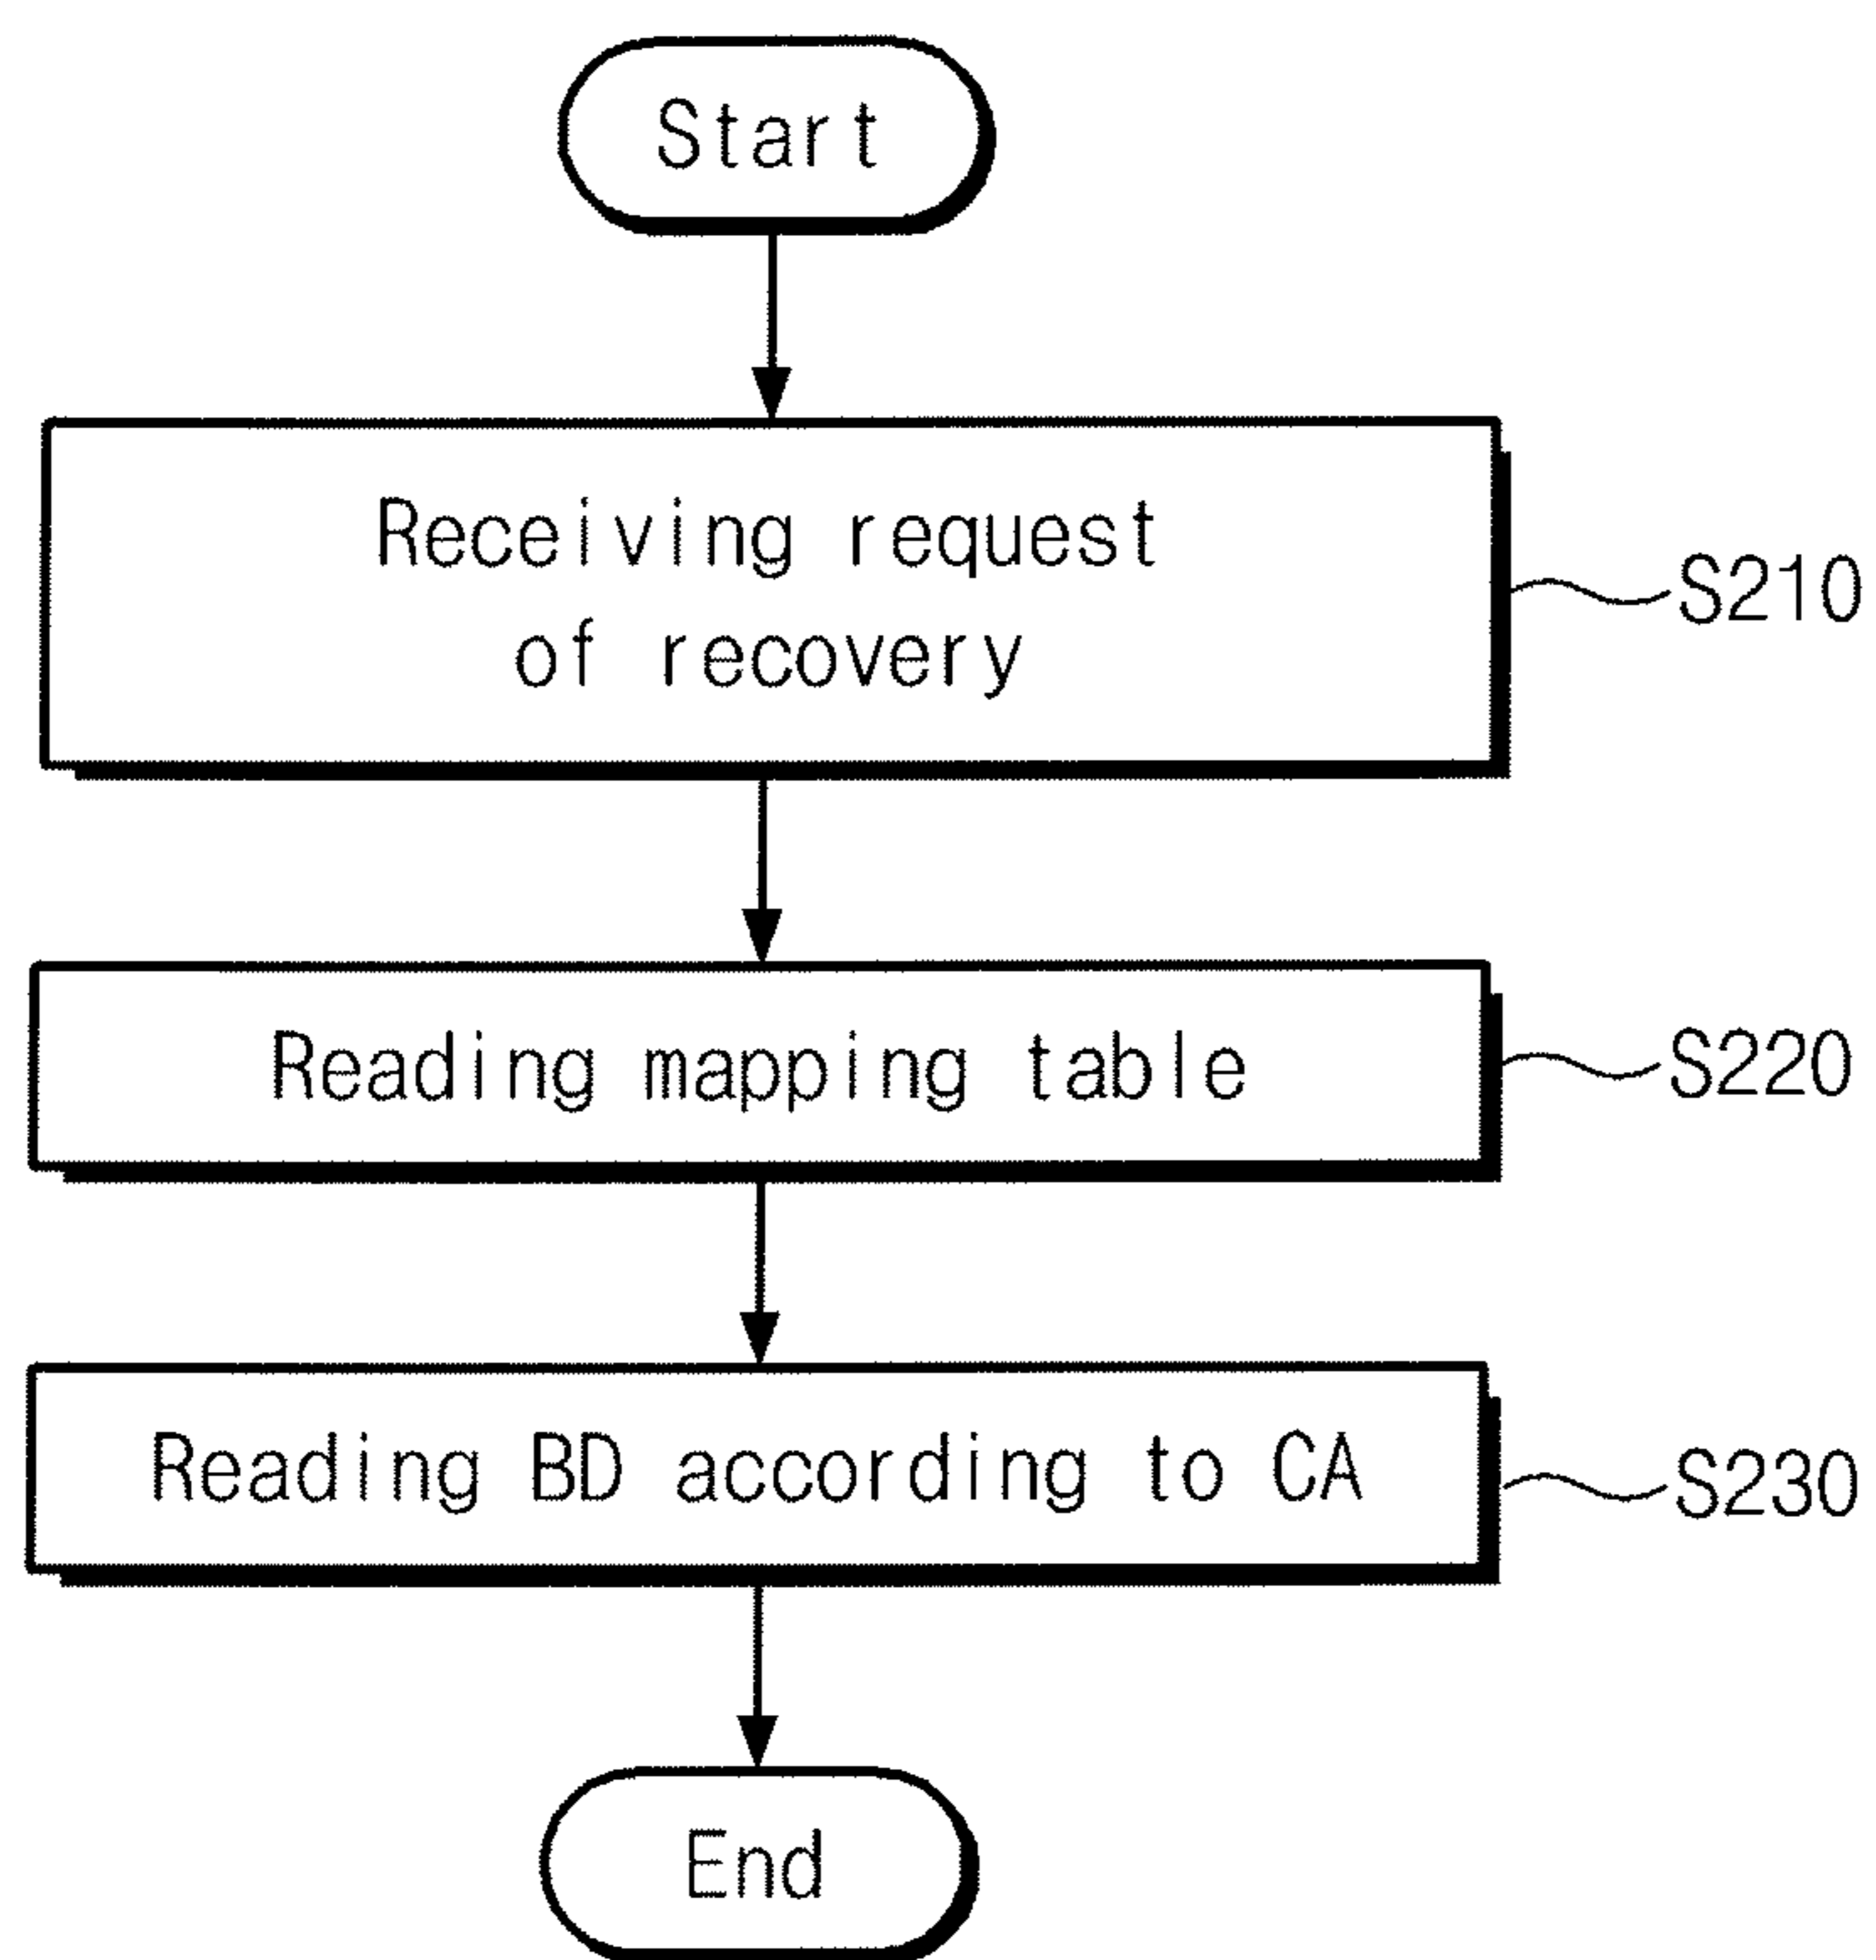 Start
Receiving request
of recovery
S210
Reading mapping table
S220
Reading BD according to CA
S230
End